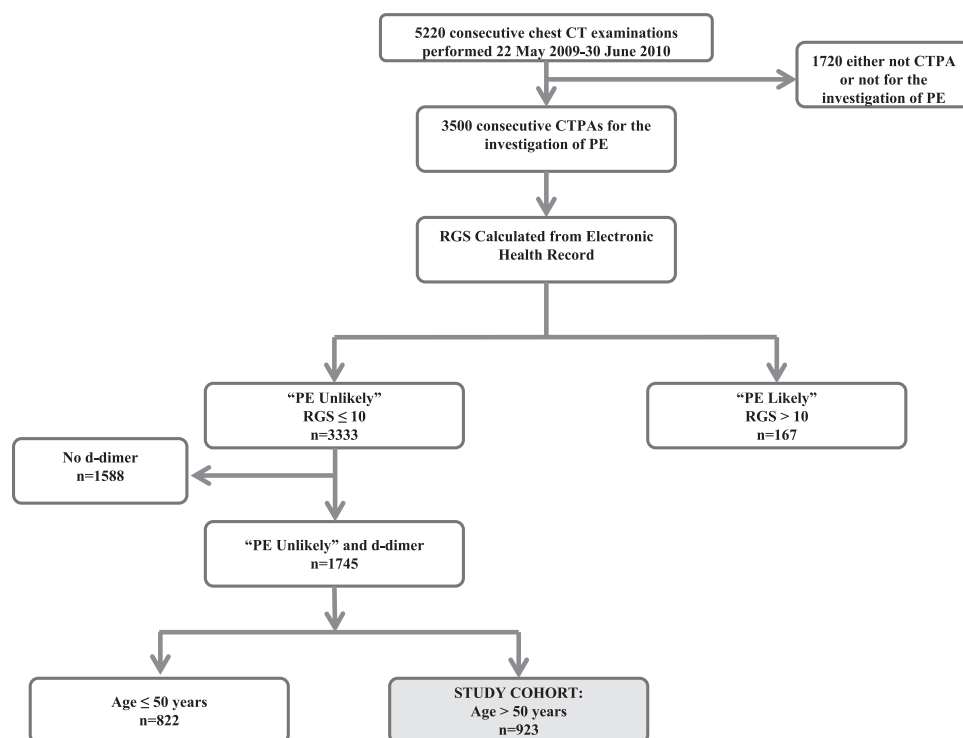 5220 consecutive chest CT examinations
performed 22 May 2009-30 June 2010
1720 either not CTPA
or not for the
investigation of PE
3500 consecutive CTPAs for the
investigation of PE
RGS Calculated from Electronic
Health Record
“PE Unlikely”
RGS ≤ 10
n=3333
“PE Likely”
RGS > 10
n=167
No d-dimer
n=1588
“PE Unlikely” and d-dimer
n=1745
Age ≤ 50 years
n=822
STUDY COHORT:
Age > 50 years
n=923